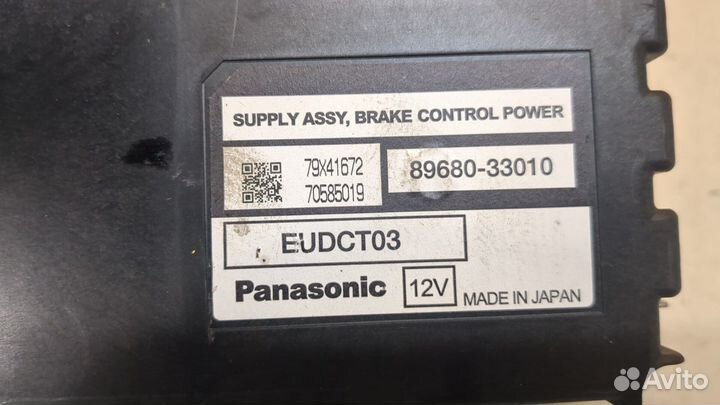 SUPPLY ASSY, BRAKE CONTROL POWER
79X41672
70585019
89680-33010
EUDCT03
Panasonic
12V
MADE IN JAPAN
Avito